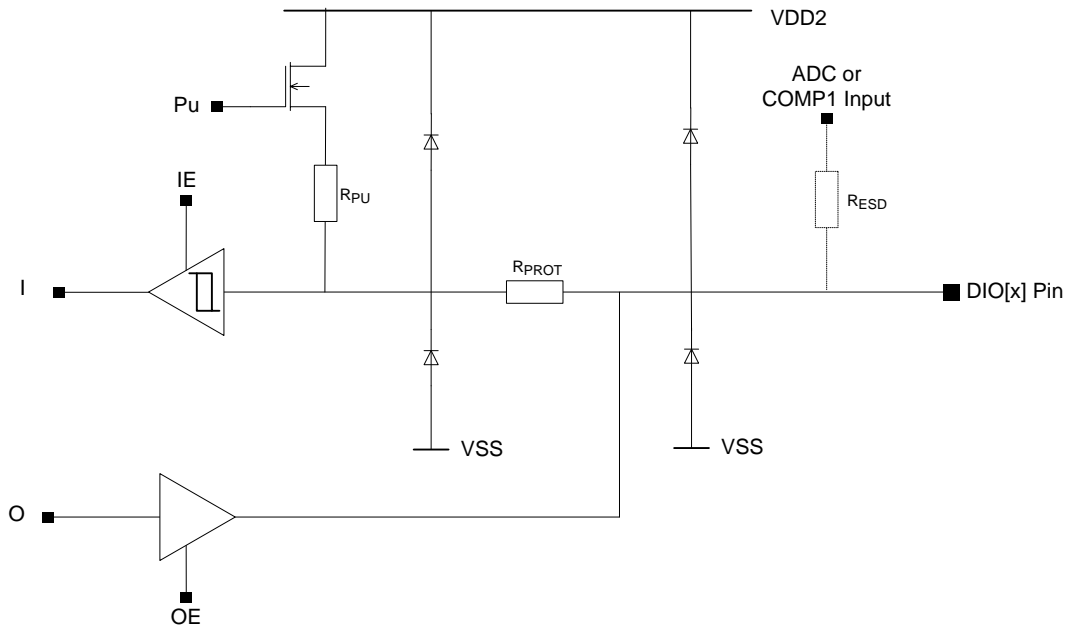 VDD2
ADC or
COMP1 Input
Pu
IE
RPU
RESD
RPROT
I
DIO[x] Pin
VSS
VSS
O
OE